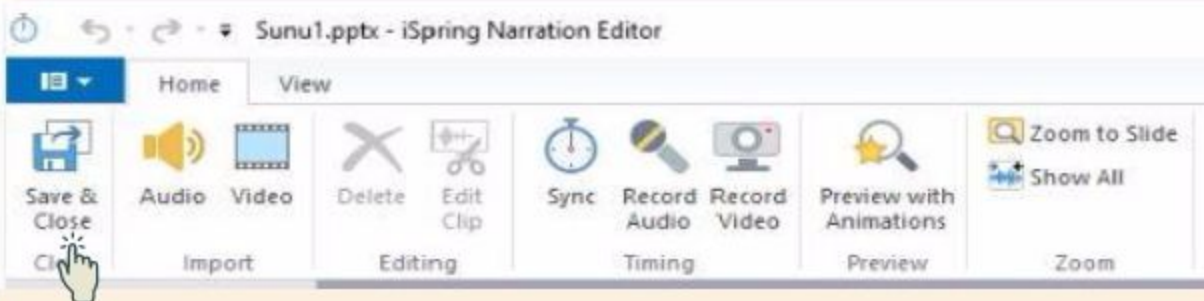 Sunu1.pptx - iSpring Narration Editor
Home View
Save & Close
Audio
Video
Delete
Edit Clip
Sync
Record Audio
Record Video
Preview with Animations
Zoom to Slide
Show All
Import
Editing
Timing
Preview
Zoom